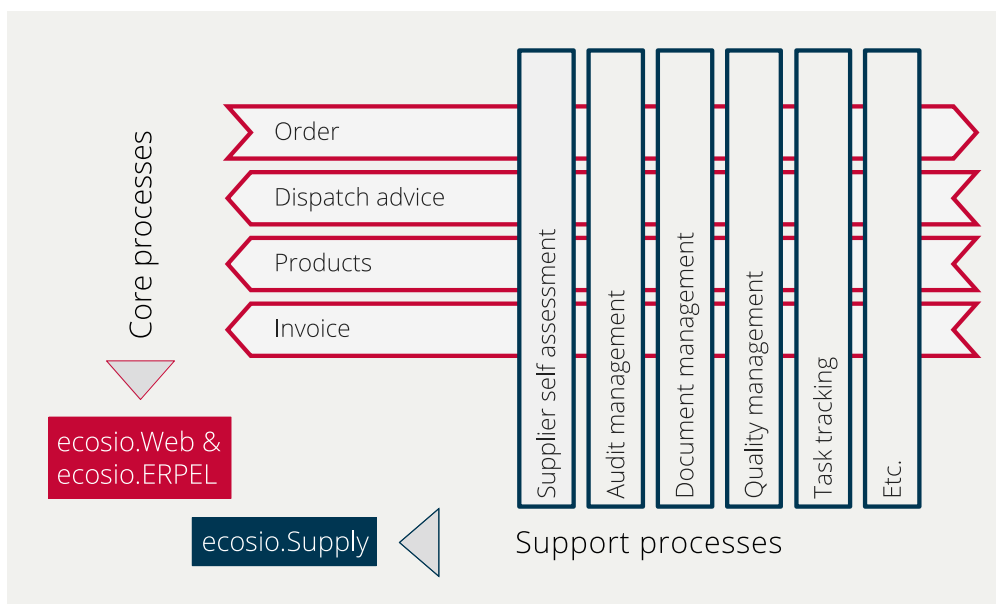 Core processes
Order
Dispatch advice
Products
Invoice
Supplier self assessment
Audit management
Document management
Quality management
Task tracking
Etc.
ecosio.Web &
ecosio.ERPEL
ecosio.Supply
Support processes